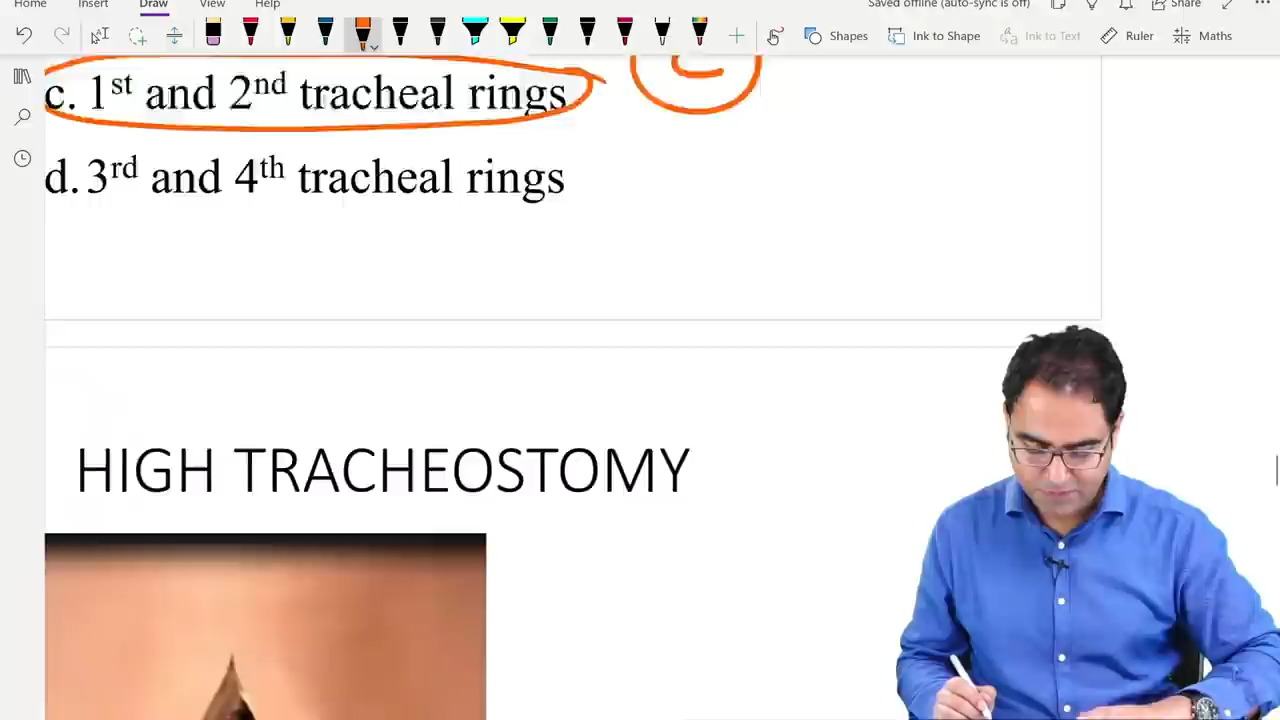 Home Insert Draw View Help Saved offline (auto-sync is off) Share
Shapes Ink to Shape Ink to Text Ruler Maths
c. 1st and 2nd tracheal rings C
d. 3rd and 4th tracheal rings
HIGH TRACHEOSTOMY